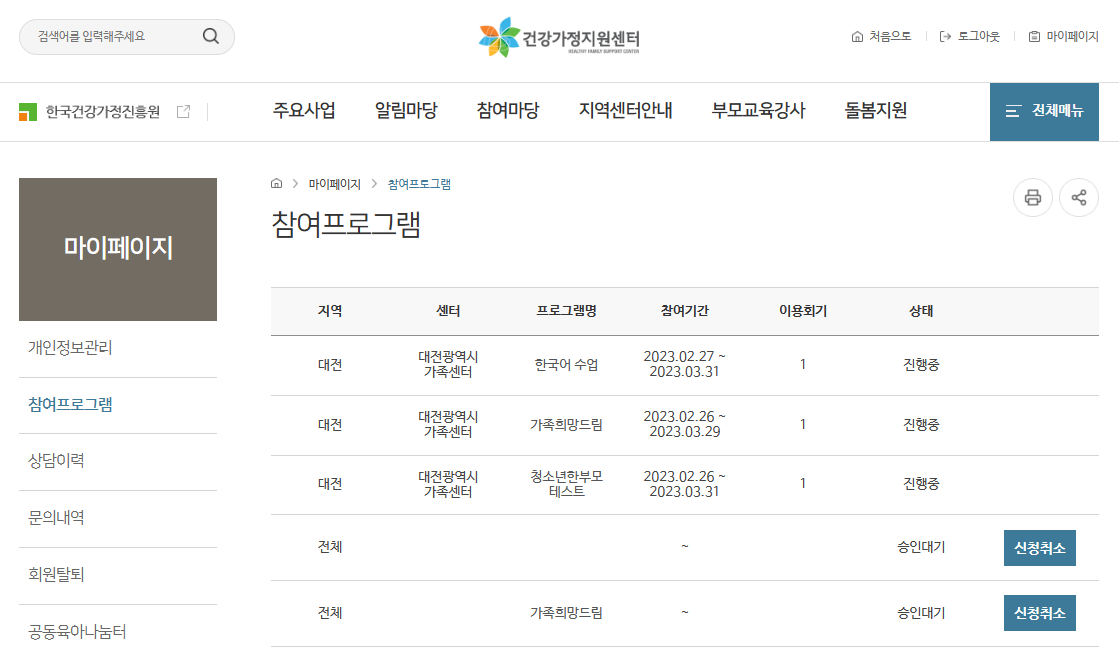 검색어를 입력해주세요
건강가정지원센터
HEALTHY FAMILY SUPPORT CENTER
처음으로
로그아웃
마이페이지
한국건강가정진흥원
주요사업
알림마당
참여마당
지역센터안내
부모교육강사
돌봄지원
전체메뉴
마이페이지
개인정보관리
참여프로그램
상담이력
문의내역
회원탈퇴
공동육아나눔터
마이페이지 참여프로그램
참여프로그램
지역 센터 프로그램명 참여기간 이용회기 상태
대전 대전광역시 가족센터 한국어 수업 2023.02.27 ~ 2023.03.31 1 진행중
대전 대전광역시 가족센터 가족희망드림 2023.02.26 ~ 2023.03.29 1 진행중
대전 대전광역시 가족센터 청소년한부모 테스트 2023.02.26 ~ 2023.03.31 1 진행중
전체 ~ 승인대기 신청취소
전체 가족희망드림 ~ 승인대기 신청취소